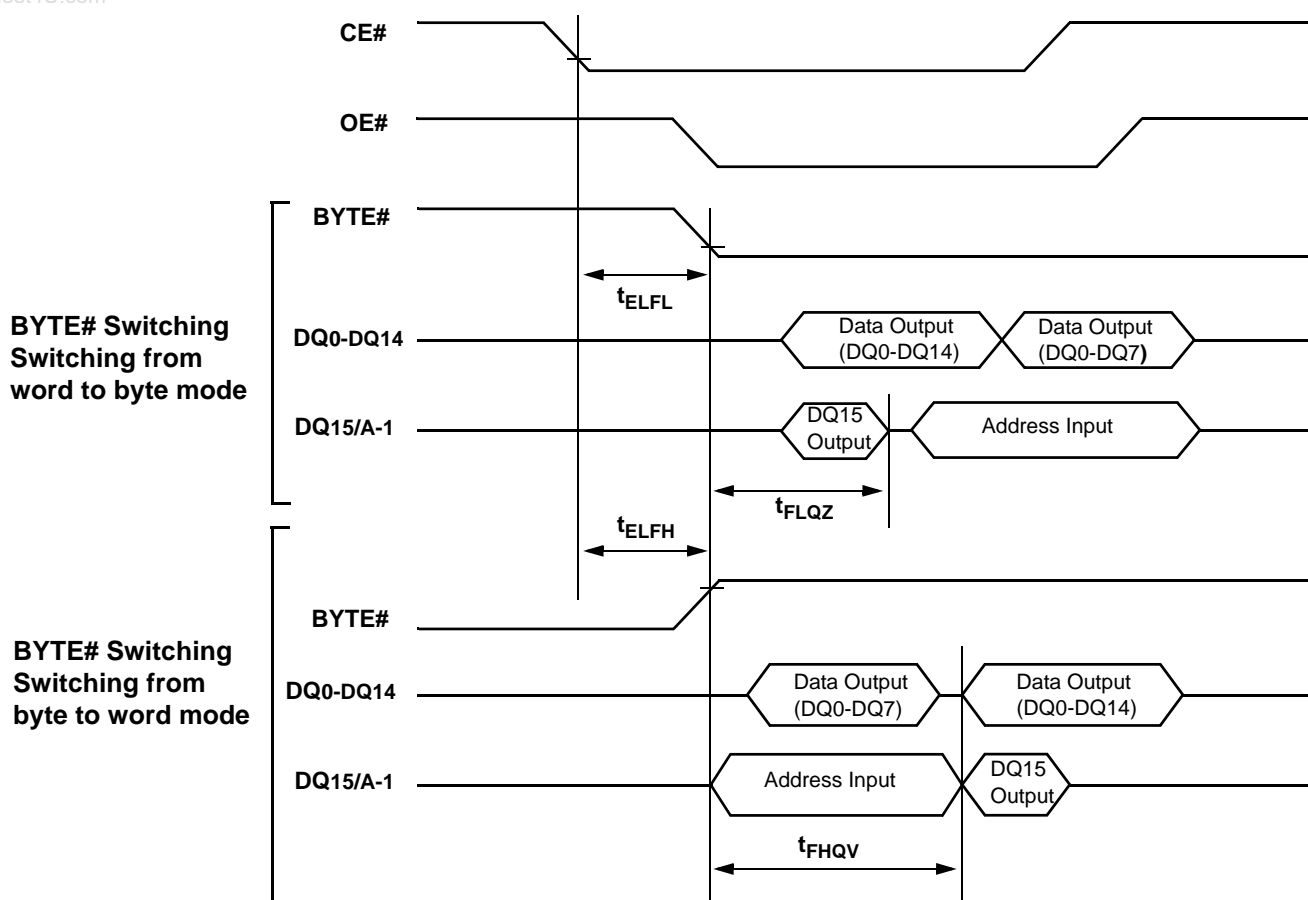 CE#
OE#
BYTE#
tELFL
BYTE# Switching
Switching from
word to byte mode
DQ0-DQ14
Data Output
(DQ0-DQ14)
Data Output
(DQ0-DQ7)
DQ15/A-1
DQ15
Output
Address Input
tFLQZ
tELFH
BYTE#
BYTE# Switching
Switching from
byte to word mode
DQ0-DQ14
Data Output
(DQ0-DQ7)
Data Output
(DQ0-DQ14)
DQ15/A-1
Address Input
DQ15
Output
tFHQV